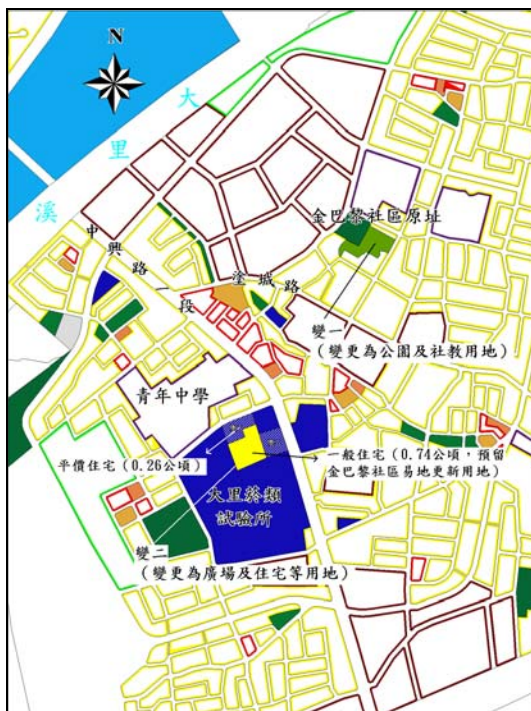 N
大里溪
金巴黎社區原址
中興路一段
塗城路
變一
(變更為公園及社教用地)
青年中學
平價住宅(0.26公頃)
一般住宅(0.74公頃,預留
金巴黎社區易地更新用地)
大里菸類
試驗所
變二
(變更為廣場及住宅等用地)